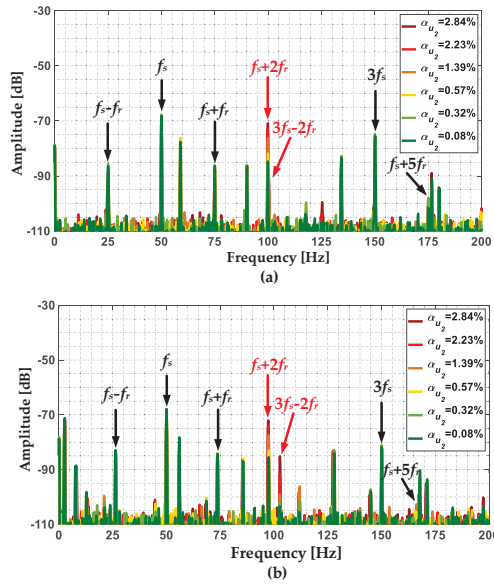 -30
-50
-70
-90
-110
Amplitude [dB]
fs-fr
fs
fs+fr
fs+2fr
3fs-2fr
3fs
fs+5fr
αu2=2.84%
αu2=2.23%
αu2=1.39%
αu2=0.57%
αu2=0.32%
αu2=0.08%
0 25 50 75 100 125 150 175 200
Frequency [Hz]
(a)
-30
-50
-70
-90
-110
Amplitude [dB]
fs-fr
fs
fs+fr
fs+2fr
3fs-2fr
3fs
fs+5fr
αu2=2.84%
αu2=2.23%
αu2=1.39%
αu2=0.57%
αu2=0.32%
αu2=0.08%
0 25 50 75 100 125 150 175 200
Frequency [Hz]
(b)